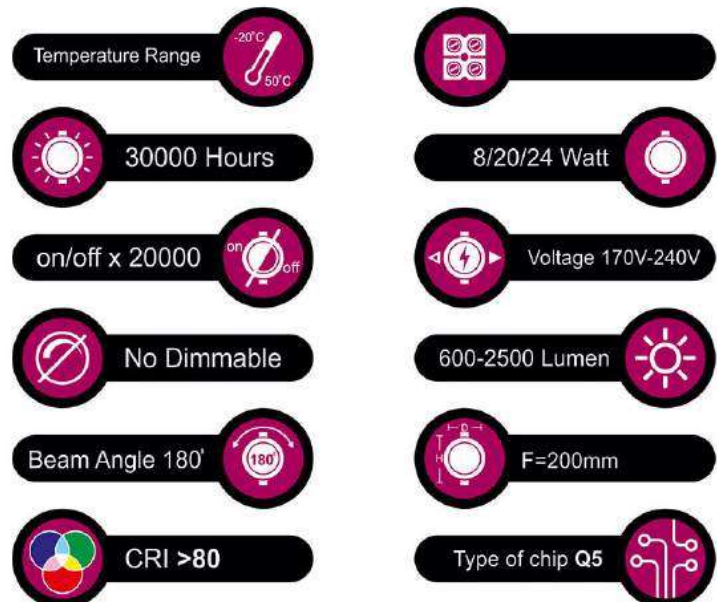 Temperature Range
-20°C
50°C
30000 Hours
8/20/24 Watt
on/off x 20000
on
off
Voltage 170V-240V
No Dimmable
600-2500 Lumen
Beam Angle 180°
180°
D
H
F=200mm
CRI >80
Type of chip Q5